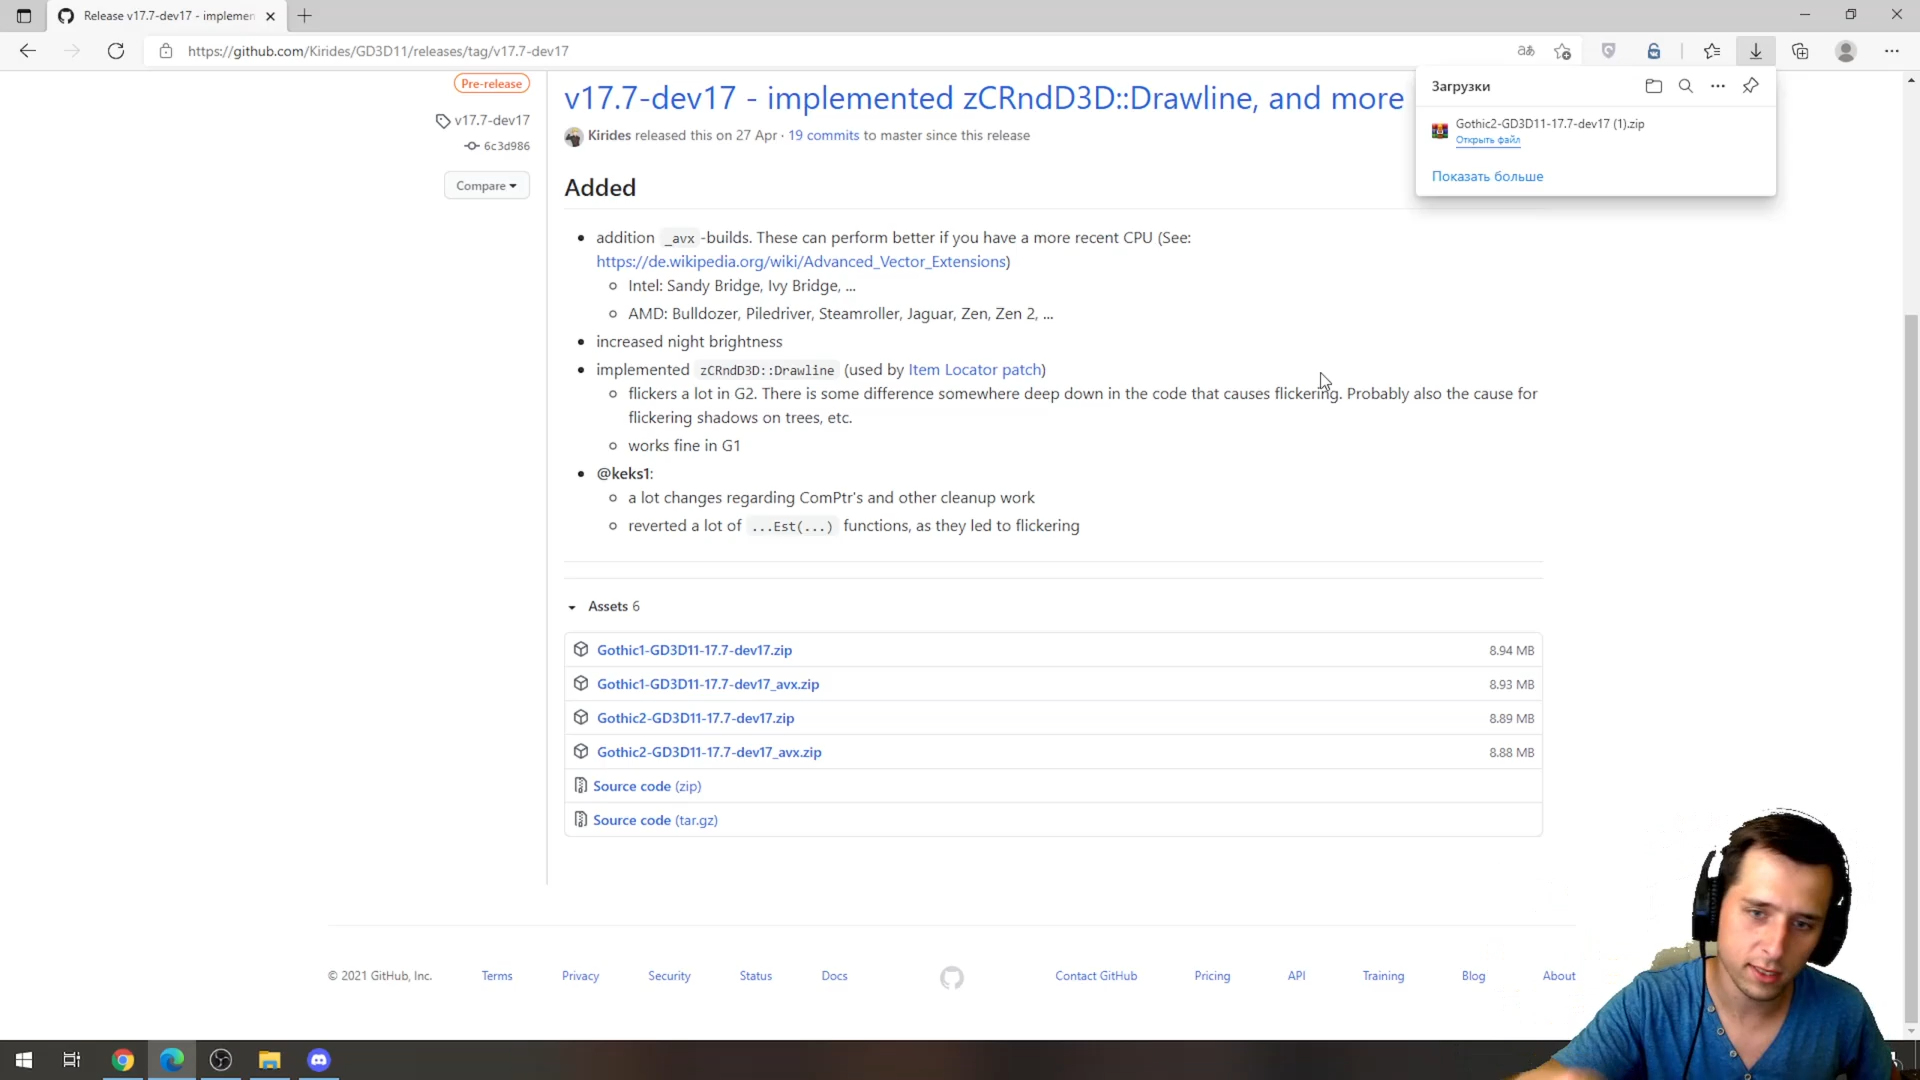 Release v17.7-dev17 - implemen
https://github.com/Kirides/GD3D11/releases/tag/v17.7-dev17
Загрузки
Gothic2-GD3D11-17.7-dev17 (1).zip
Открыть файл
Показать больше
Pre-release
v17.7-dev17
6c3d986
Compare
v17.7-dev17 - implemented zCRndD3D::Drawline, and more
Kirides released this on 27 Apr · 19 commits to master since this release
Added
addition _avx -builds. These can perform better if you have a more recent CPU (See:
https://de.wikipedia.org/wiki/Advanced_Vector_Extensions)
Intel: Sandy Bridge, Ivy Bridge, ...
AMD: Bulldozer, Piledriver, Steamroller, Jaguar, Zen, Zen 2, ...
increased night brightness
implemented zCRndD3D::Drawline (used by Item Locator patch)
flickers a lot in G2. There is some difference somewhere deep down in the code that causes flickering. Probably also the cause for
flickering shadows on trees, etc.
works fine in G1
@keks1:
a lot changes regarding ComPtr's and other cleanup work
reverted a lot of ...Est(...) functions, as they led to flickering
Assets 6
Gothic1-GD3D11-17.7-dev17.zip 8.94 MB
Gothic1-GD3D11-17.7-dev17_avx.zip 8.93 MB
Gothic2-GD3D11-17.7-dev17.zip 8.89 MB
Gothic2-GD3D11-17.7-dev17_avx.zip 8.88 MB
Source code (zip)
Source code (tar.gz)
© 2021 GitHub, Inc. Terms Privacy Security Status Docs Contact GitHub Pricing API Training Blog About